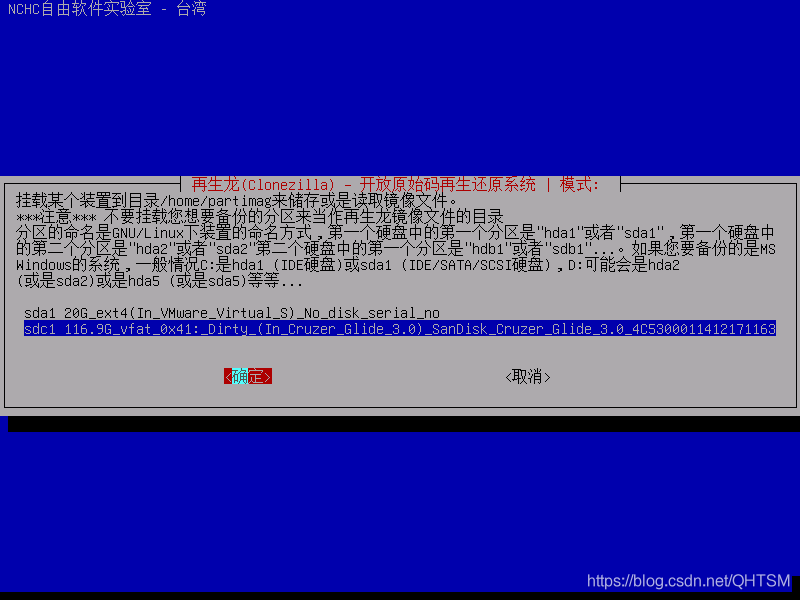 NCHC自由软件实验室 - 台湾
再生龙(Clonezilla) - 开放原始码再生还原系统 | 模式:
挂载某个装置到目录/home/partimag来储存或是读取镜像文件。
***注意*** 不要挂载您想要备份的分区来当作再生龙镜像文件的目录
分区的命名是GNU/Linux下装置的命名方式，第一个硬盘中的第一个分区是"hda1"或者"sda1"，第一个硬盘中
的第二个分区是"hda2"或者"sda2"第二个硬盘中的第一个分区是"hdb1"或者"sdb1"...。如果您要备份的是MS
Windows的系统，一般情况C:是hda1 (IDE硬盘)或sda1 (IDE/SATA/SCSI硬盘)，D:可能会是hda2
(或是sda2)或是hda5 (或是sda5)等等...
sda1 20G_ext4(In_VMware_Virtual_S)_No_disk_serial_no
sdc1 116.9G_vfat_0x41:_Dirty_(In_Cruzer_Glide_3.0)_SanDisk_Cruzer_Glide_3.0_4C5300011412171163
<确定> <取消>
https://blog.csdn.net/QHTSM